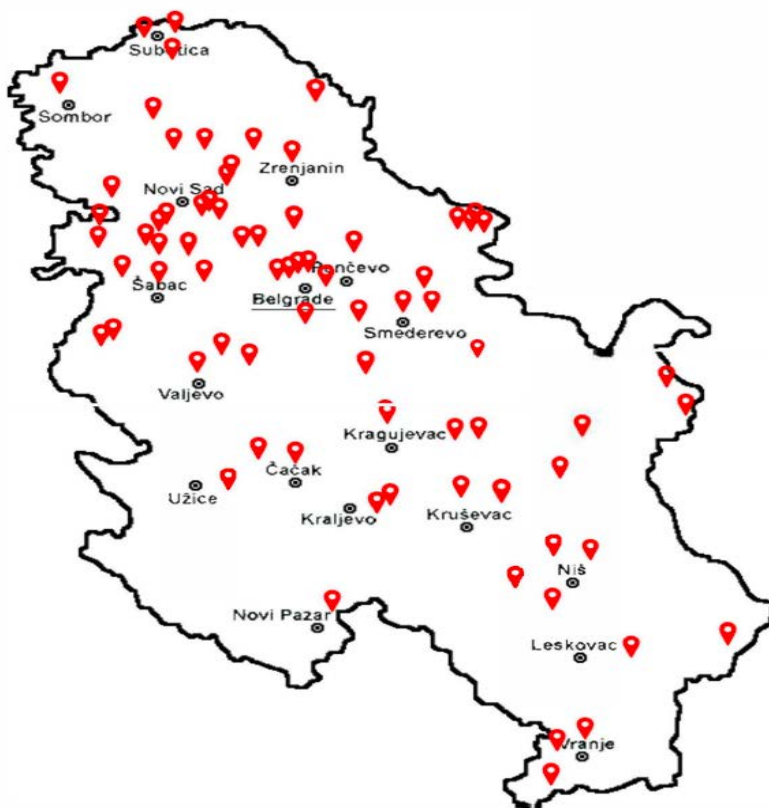 Subotica
Sombor
Zrenjanin
Novi Sad
Pančevo
Šabac
Belgrade
Smederevo
Valjevo
Kragujevac
Čačak
Užice
Kraljevo
Kruševac
Niš
Novi Pazar
Leskovac
Vranje